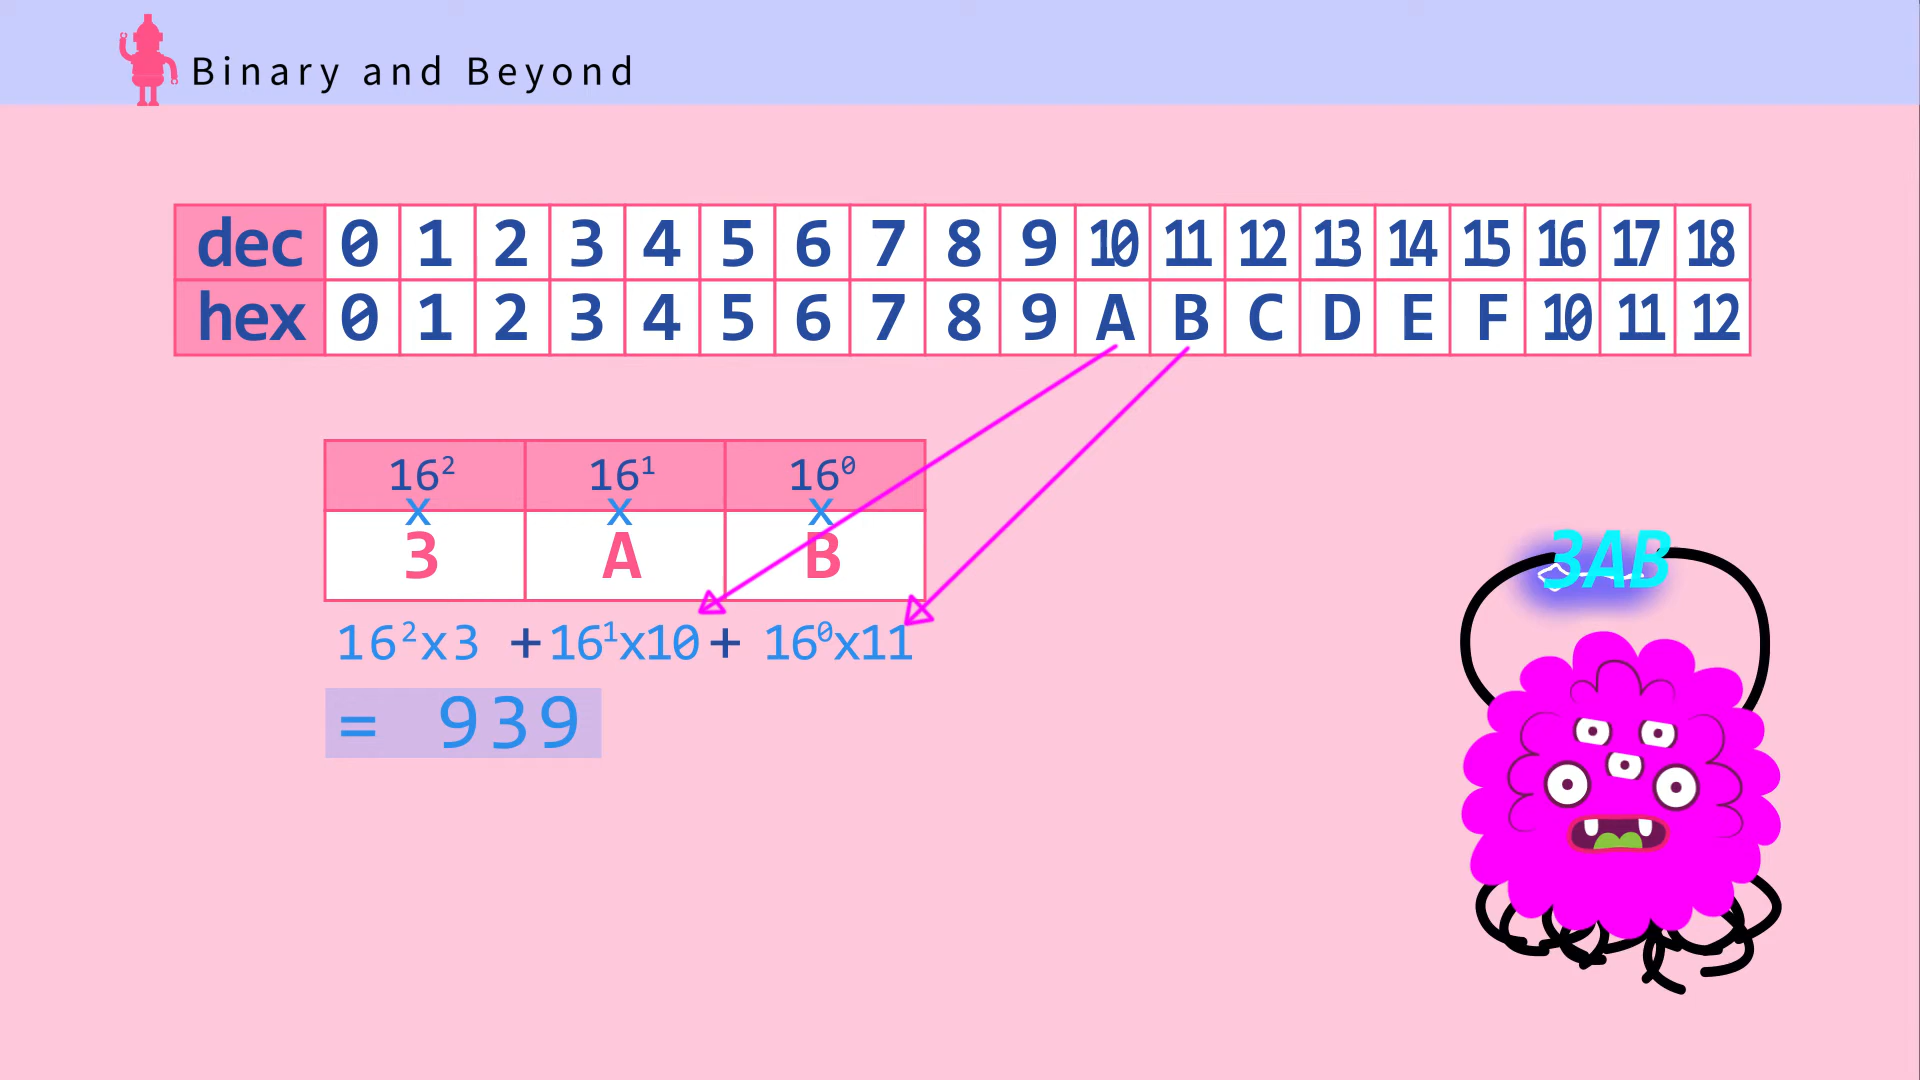 Binary and Beyond
dec 0 1 2 3 4 5 6 7 8 9 10 11 12 13 14 15 16 17 18
hex 0 1 2 3 4 5 6 7 8 9 A B C D E F 10 11 12
16² 16¹ 16⁰
x x x
3 A B
3AB
16²x3 +16¹x10+ 16⁰x11
= 939